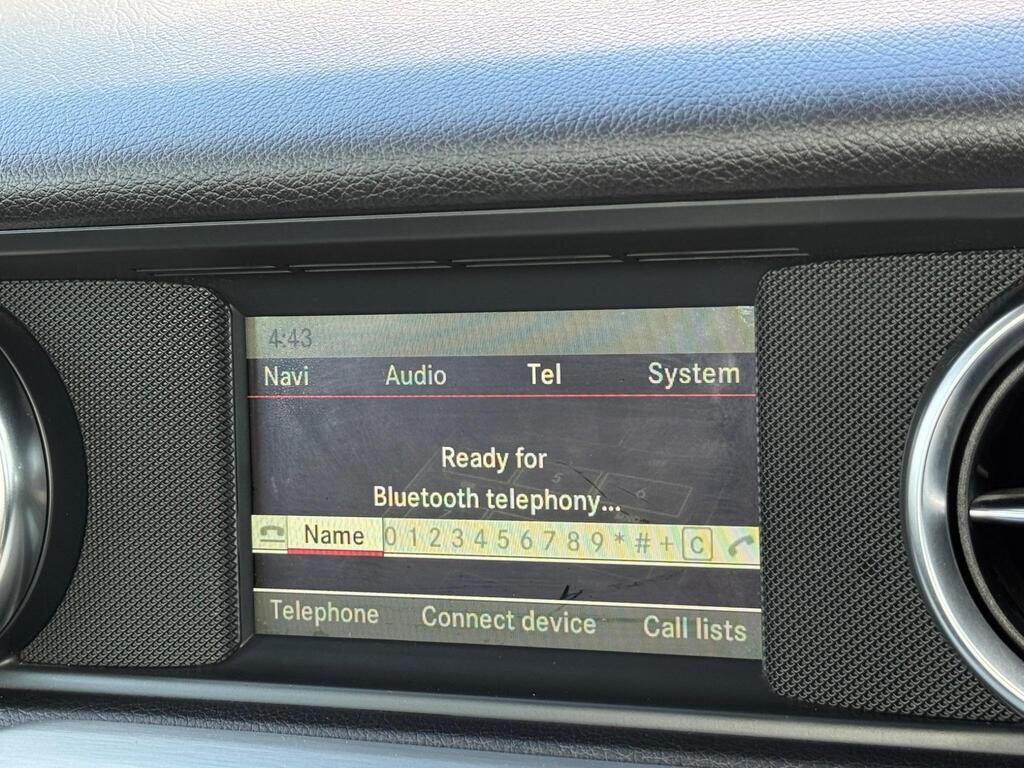 4:43
Navi Audio Tel System
Ready for
Bluetooth telephony...
Name 0 1 2 3 4 5 6 7 8 9 * # + C
Telephone Connect device Call lists